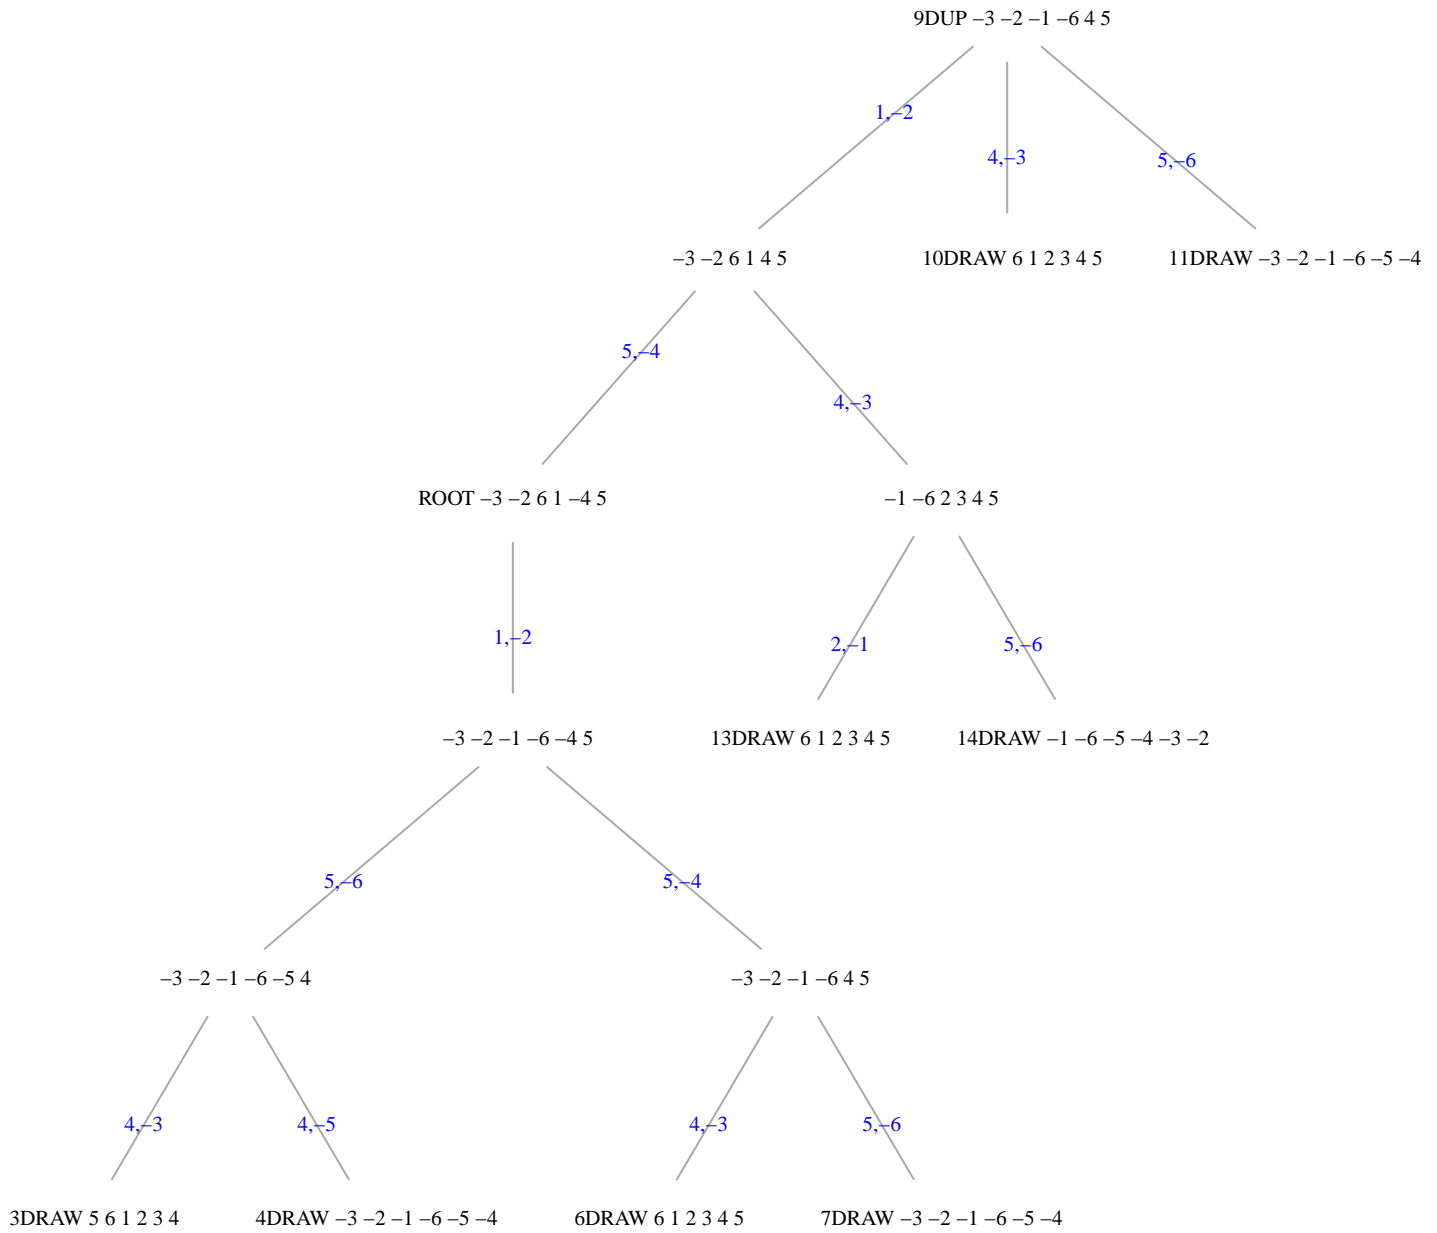 9DUP –3 –2 –1 –6 4 5
1,–2
4,–3
5,–6
–3 –2 6 1 4 5
10DRAW 6 1 2 3 4 5
11DRAW –3 –2 –1 –6 –5 –4
5,–4
4,–3
ROOT –3 –2 6 1 –4 5
–1 –6 2 3 4 5
1,–2
2,–1
5,–6
–3 –2 –1 –6 –4 5
13DRAW 6 1 2 3 4 5
14DRAW –1 –6 –5 –4 –3 –2
5,–6
5,–4
–3 –2 –1 –6 –5 4
–3 –2 –1 –6 4 5
4,–3
4,–5
4,–3
5,–6
3DRAW 5 6 1 2 3 4
4DRAW –3 –2 –1 –6 –5 –4
6DRAW 6 1 2 3 4 5
7DRAW –3 –2 –1 –6 –5 –4